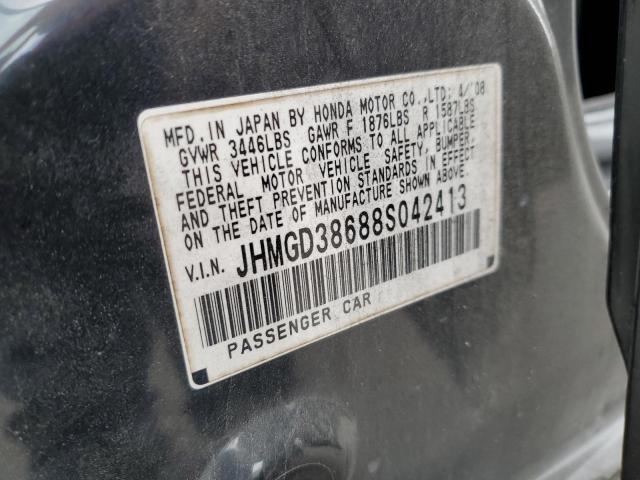 MFD. IN JAPAN BY HONDA MOTOR CO.,LTD: 4/'08
GVWR 3446LBS GAWR F 1876LBS R 1587LBS
THIS VEHICLE CONFORMS TO ALL APPLICABLE
FEDERAL MOTOR VEHICLE SAFETY, BUMPER,
AND THEFT PREVENTION STANDARDS IN EFFECT
ON THE DATE OF MANUFACTURE SHOWN ABOVE.
V.I.N. JHMGD38688S042413
PASSENGER CAR